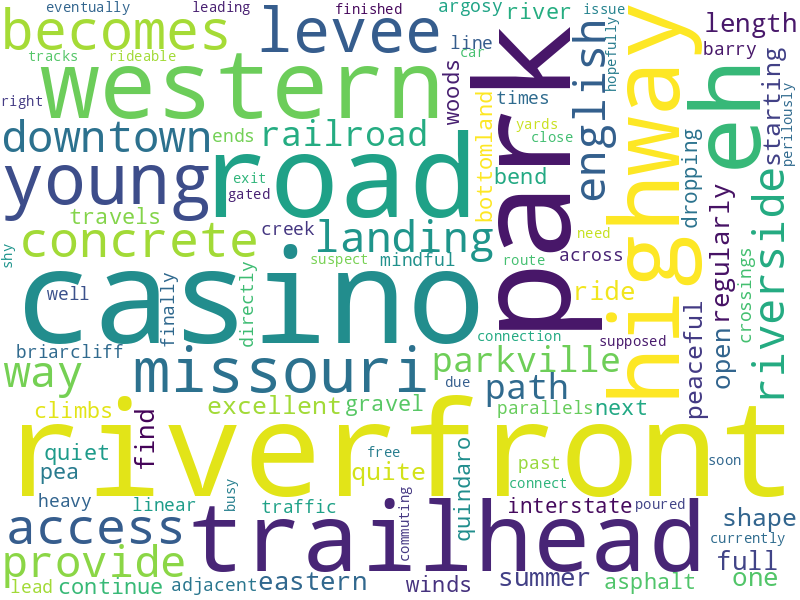 eventually leading finished argosy river issue
becomes levee line length
tracks rideable car barry
western park english hopefully highway eh
right woods times yards
downtown ends railroad close starting perilously
young road exit bottomland dropping
gated bend
travels creek need riverside
concrete landing across regularly
shy suspect mindful route crossings
casino directly
well finally ride open peaceful
briarcliff connection supposed
missouri parkville
way due path
climbs find excellent gravel parallels next
riverfront
quiet free past soon
pea quite quindaro connect
heavy linear busy traffic commuting interstate poured
access trailhead shape
currently
provide full
lead continue adjacent eastern winds summer asphalt one